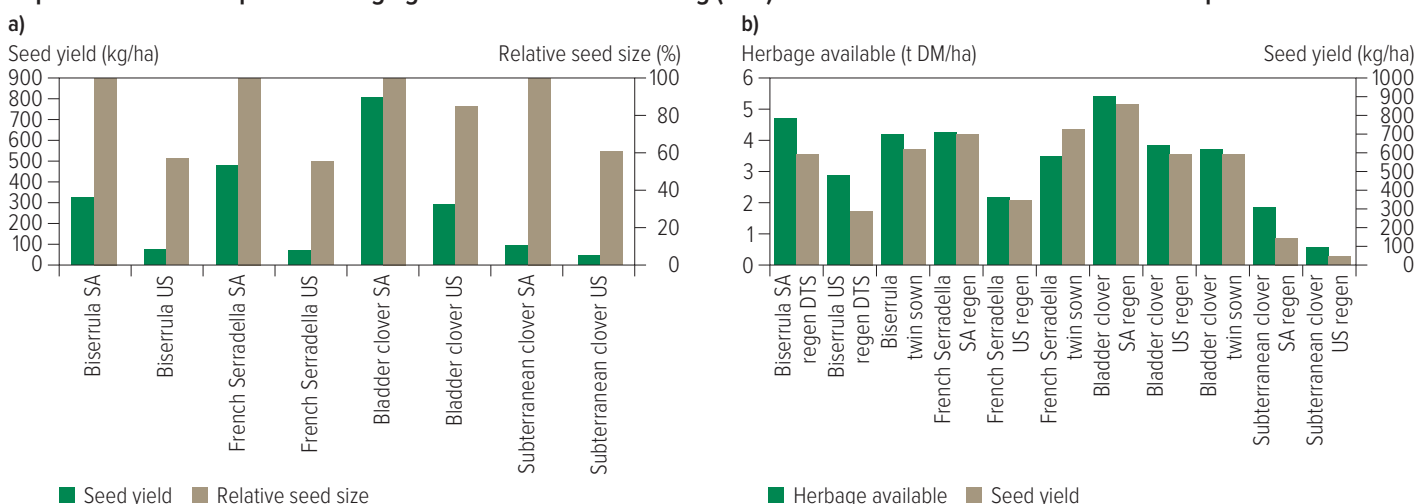 a)
Seed yield (kg/ha)
Relative seed size (%)
900
800
700
600
500
400
300
200
100
0
100
80
60
40
20
0
Biserrula SA
Biserrula US
French Serradella SA
French Serradella US
Bladder clover SA
Bladder clover US
Subterranean clover SA
Subterranean clover US
Seed yield
Relative seed size
b)
Herbage available (t DM/ha)
Seed yield (kg/ha)
6
5
4
3
2
1
0
1000
900
800
700
600
500
400
300
200
100
0
Biserrula SA
regen DTS
Biserrula US
regen DTS
Biserrula
twin sown
French Serradella
SA regen
French Serradella
US regen
French Serradella
twin sown
Bladder clover
SA regen
Bladder clover
US regen
Bladder clover
twin sown
Subterranean clover
SA regen
Subterranean clover
US regen
Herbage available
Seed yield